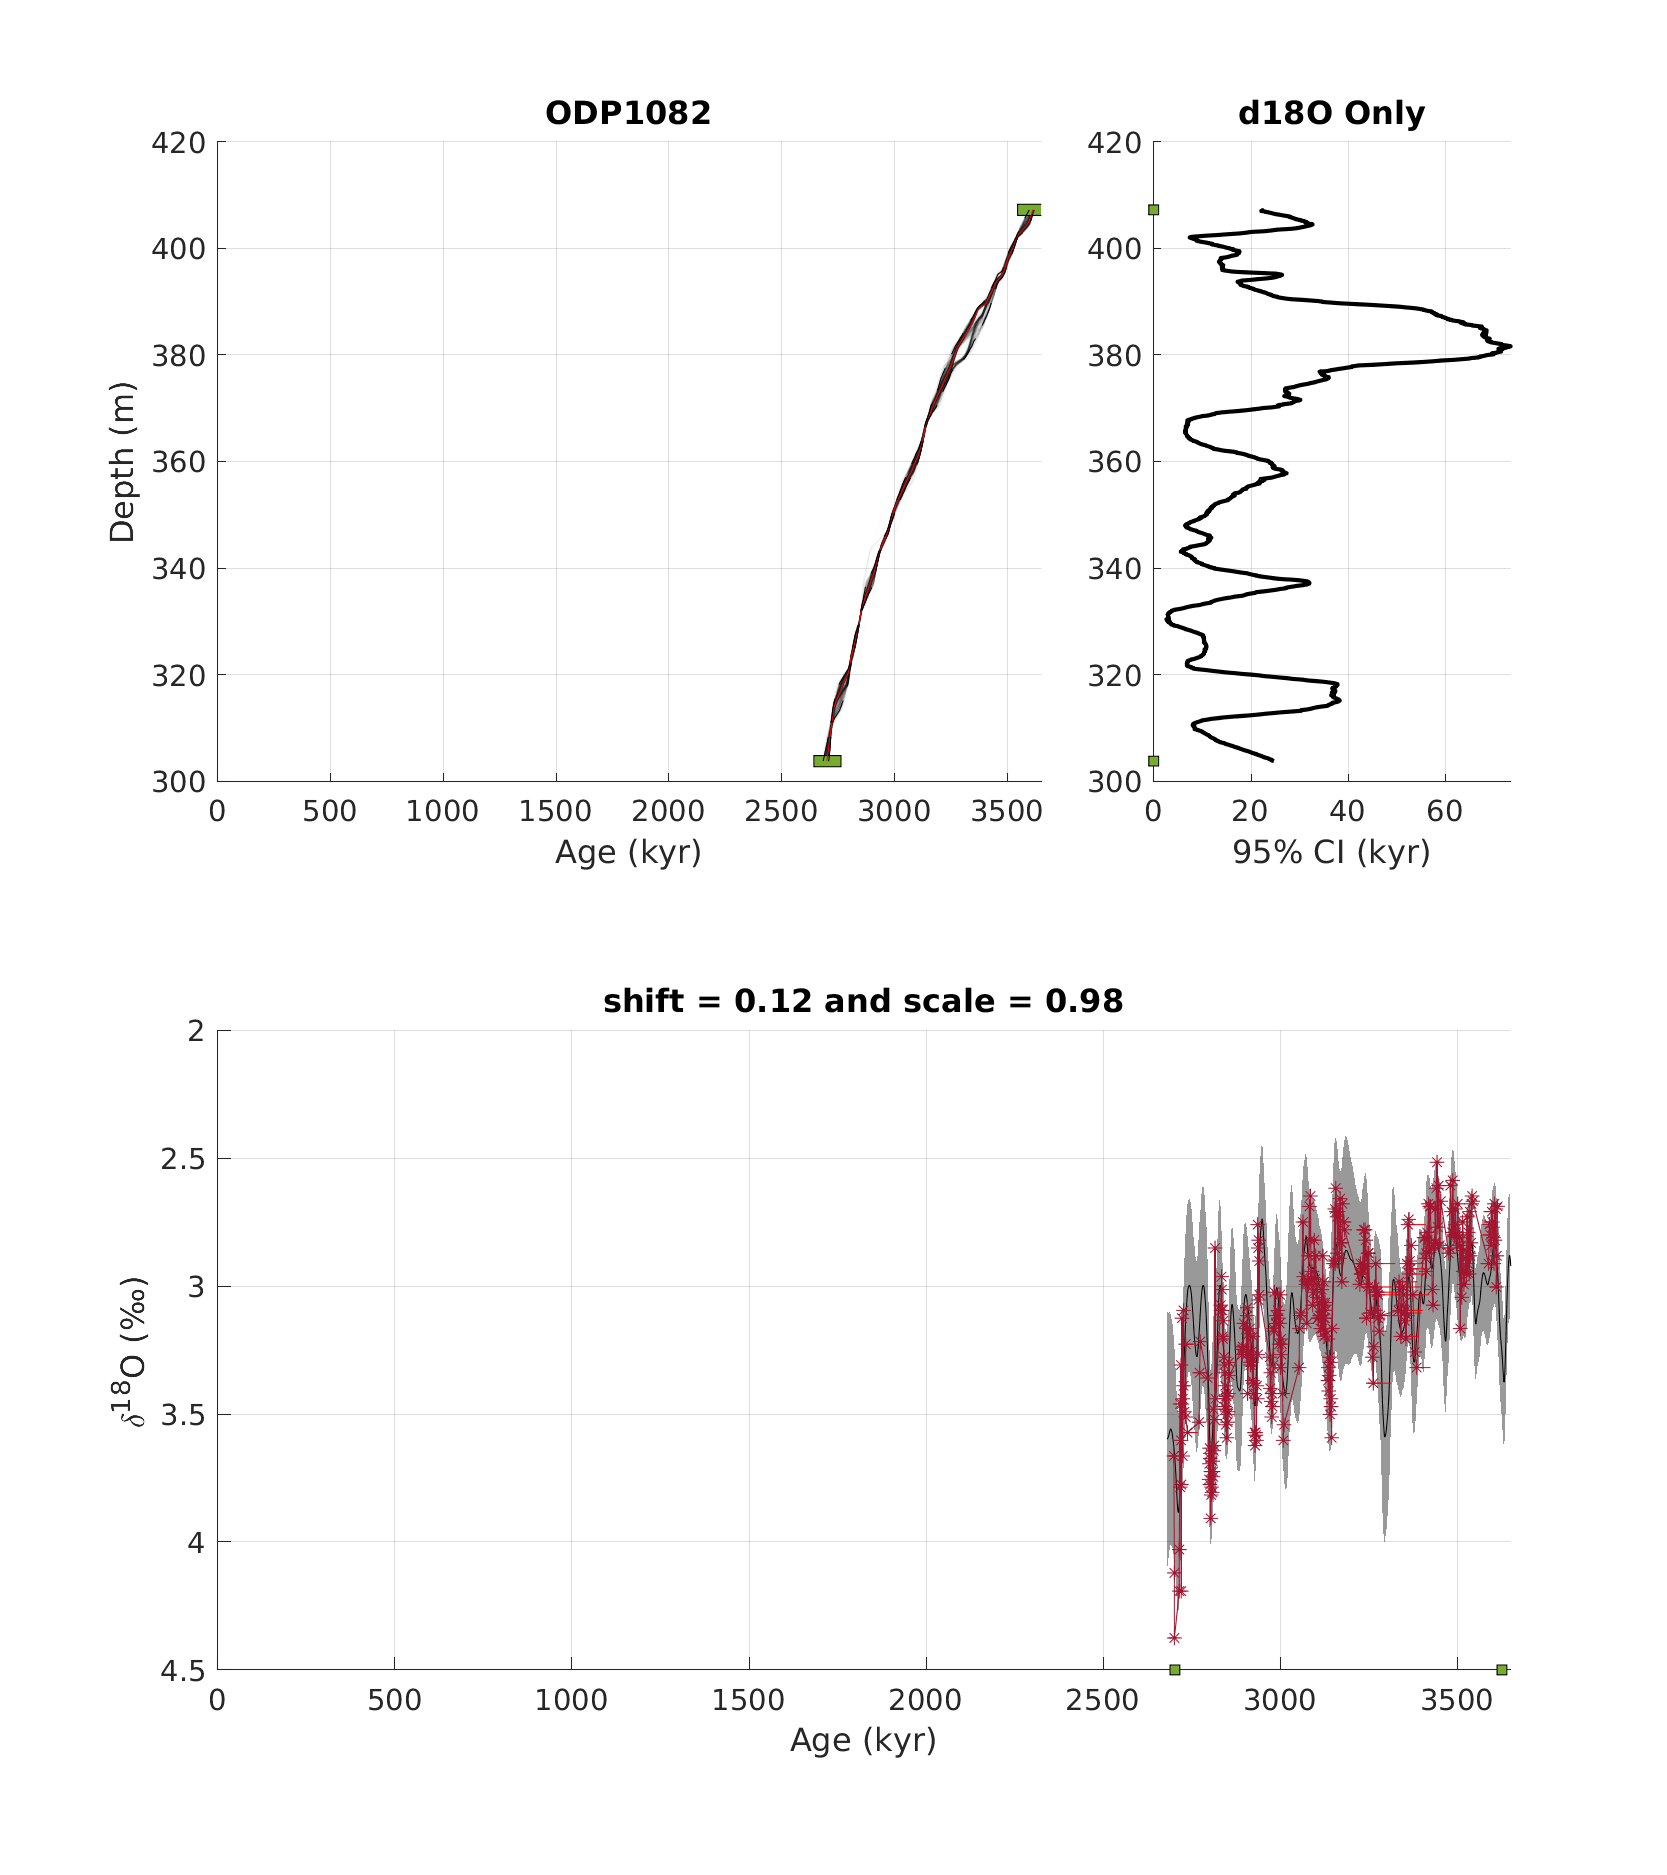 ODP1082
d18O Only
420
400
380
360
340
320
300
Depth (m)
0 500 1000 1500 2000 2500 3000 3500
Age (kyr)
420
400
380
360
340
320
300
0 20 40 60
95% CI (kyr)
shift = 0.12 and scale = 0.98
2
2.5
3
3.5
4
4.5
δ18O (‰)
0 500 1000 1500 2000 2500 3000 3500
Age (kyr)